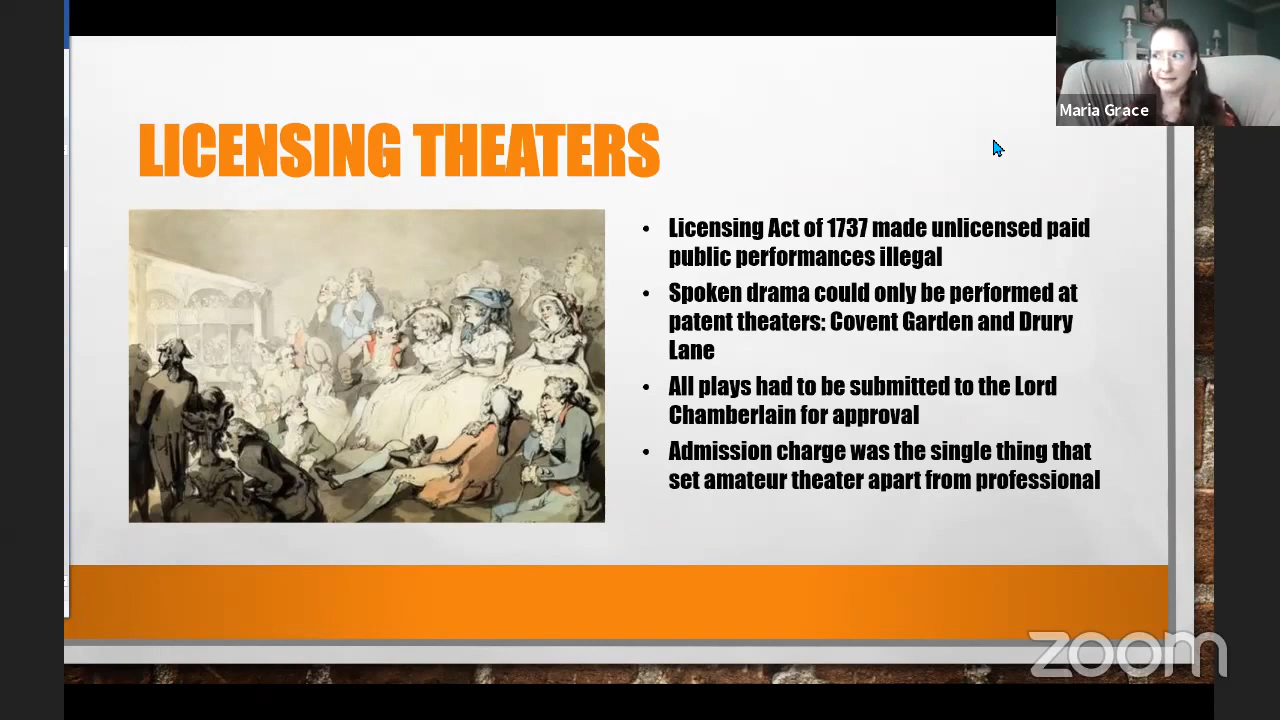 Maria Grace
LICENSING THEATERS
• Licensing Act of 1737 made unlicensed paid
public performances illegal
• Spoken drama could only be performed at
patent theaters: Covent Garden and Drury
Lane
• All plays had to be submitted to the Lord
Chamberlain for approval
• Admission charge was the single thing that
set amateur theater apart from professional
zoom